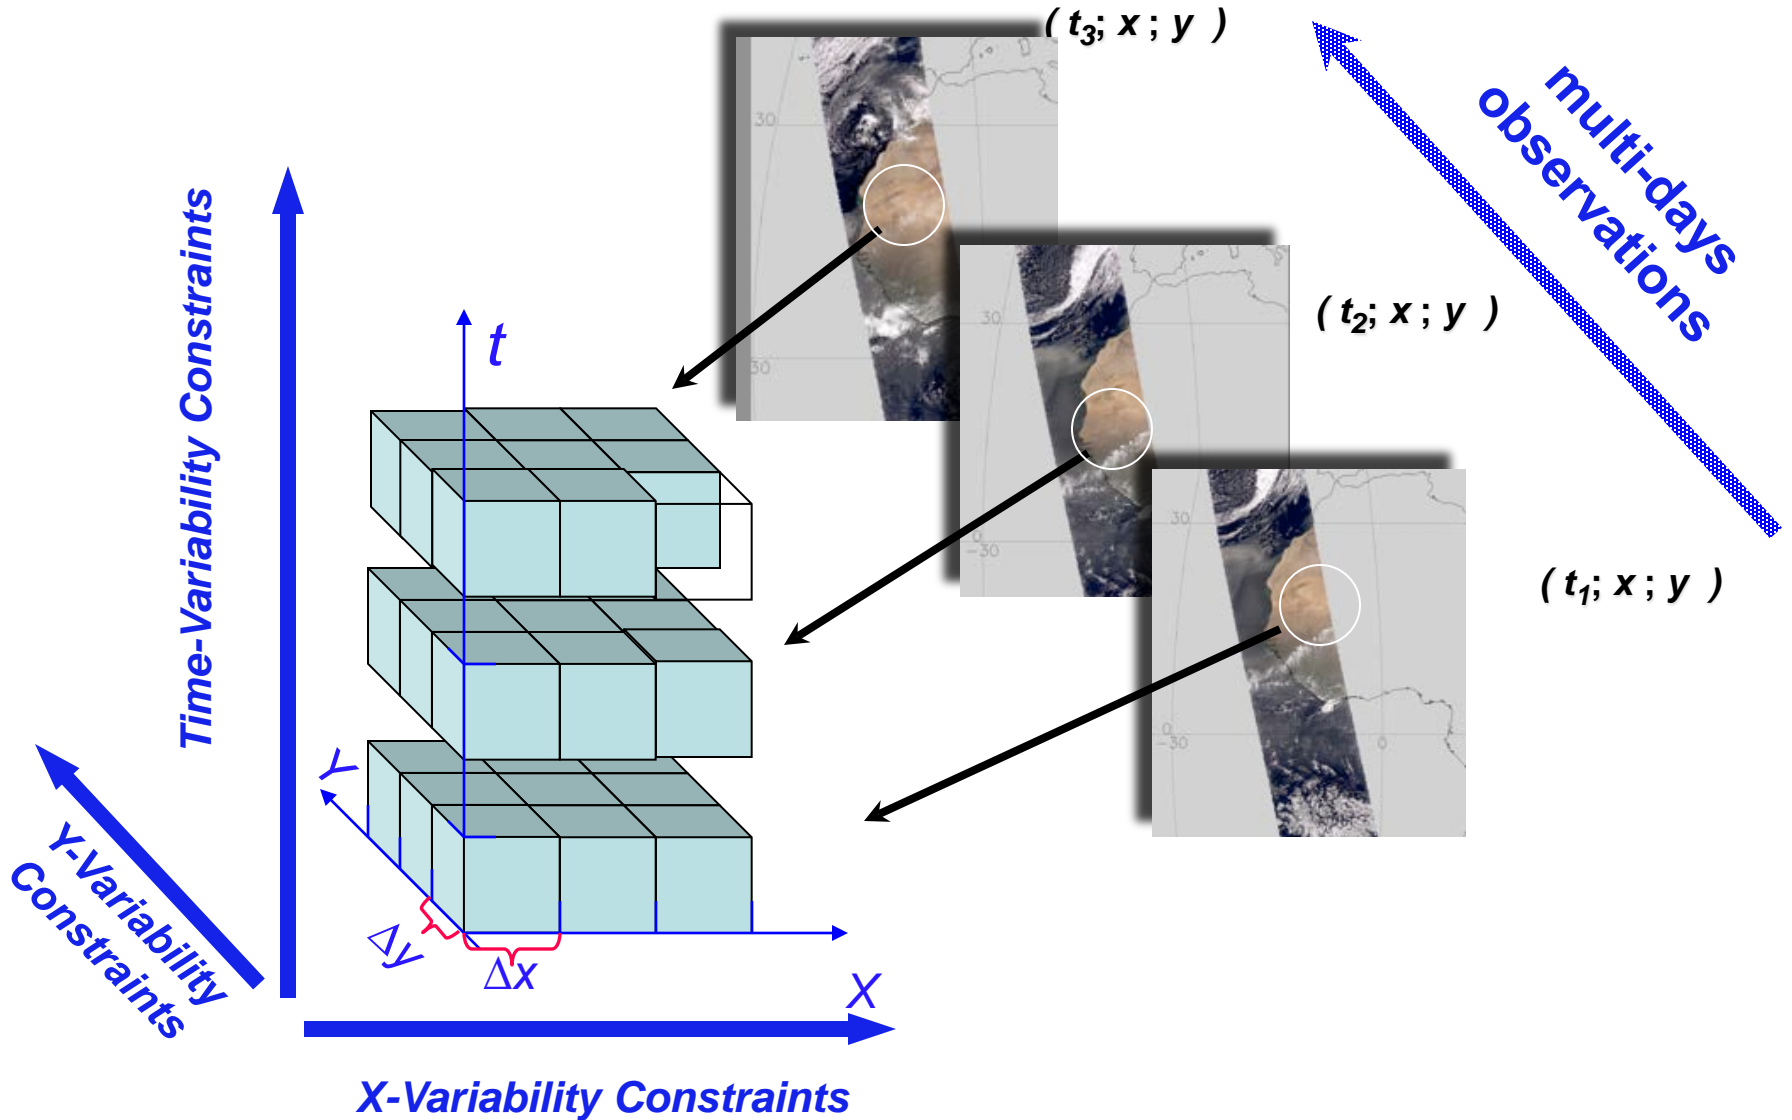 ( t3; x ; y )
multi-days
observations
30
30
( t2; x ; y )
30
-30
( t1; x ; y )
30
0
-30
0
Time-Variability Constraints
t
Y
Y-Variability
Constraints
Δy
Δx
X
X-Variability Constraints